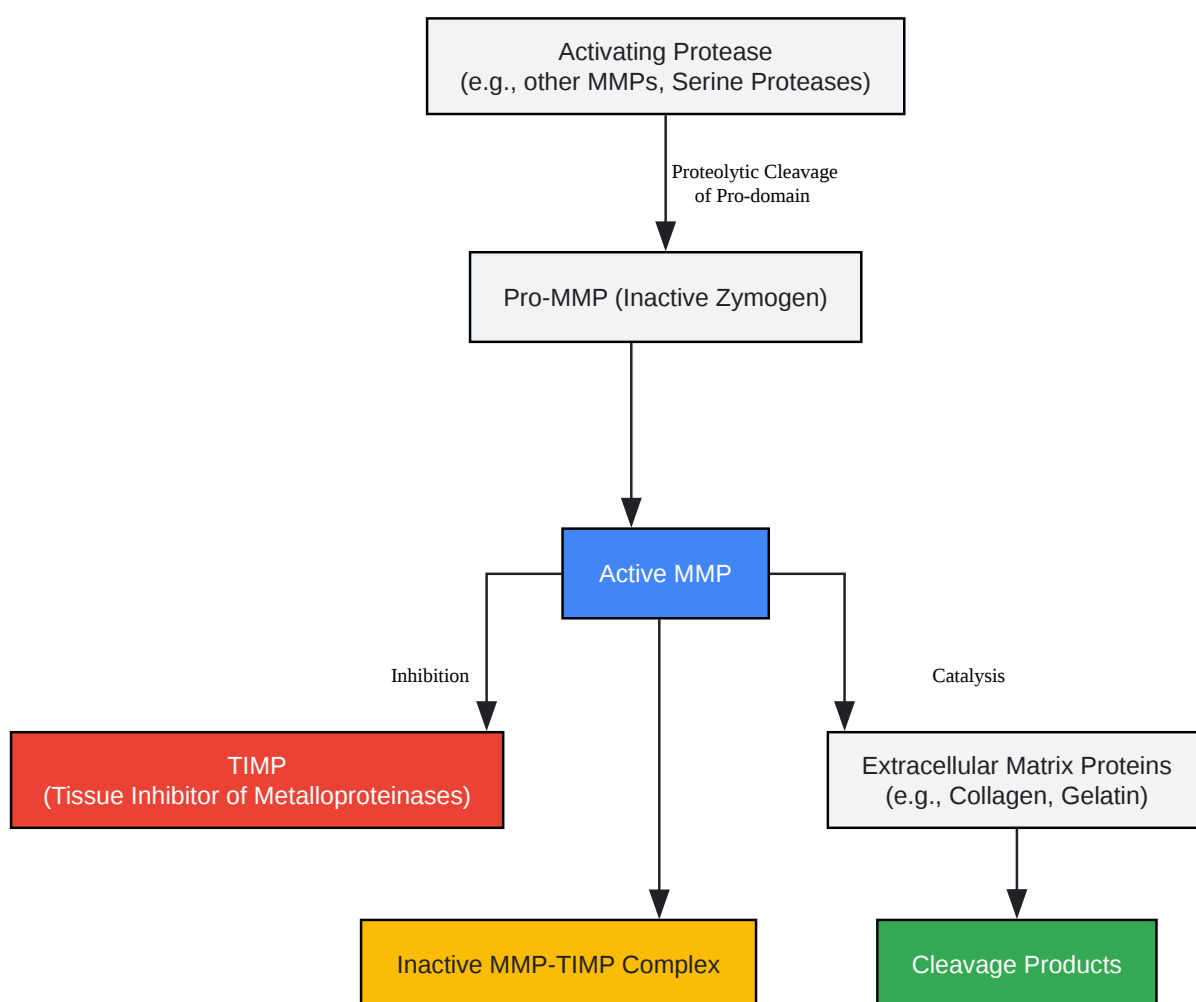 Activating Protease
(e.g., other MMPs, Serine Proteases)
Proteolytic Cleavage
of Pro-domain
Pro-MMP (Inactive Zymogen)
Active MMP
Inhibition
Catalysis
TIMP
(Tissue Inhibitor of Metalloproteinases)
Extracellular Matrix Proteins
(e.g., Collagen, Gelatin)
Inactive MMP-TIMP Complex
Cleavage Products